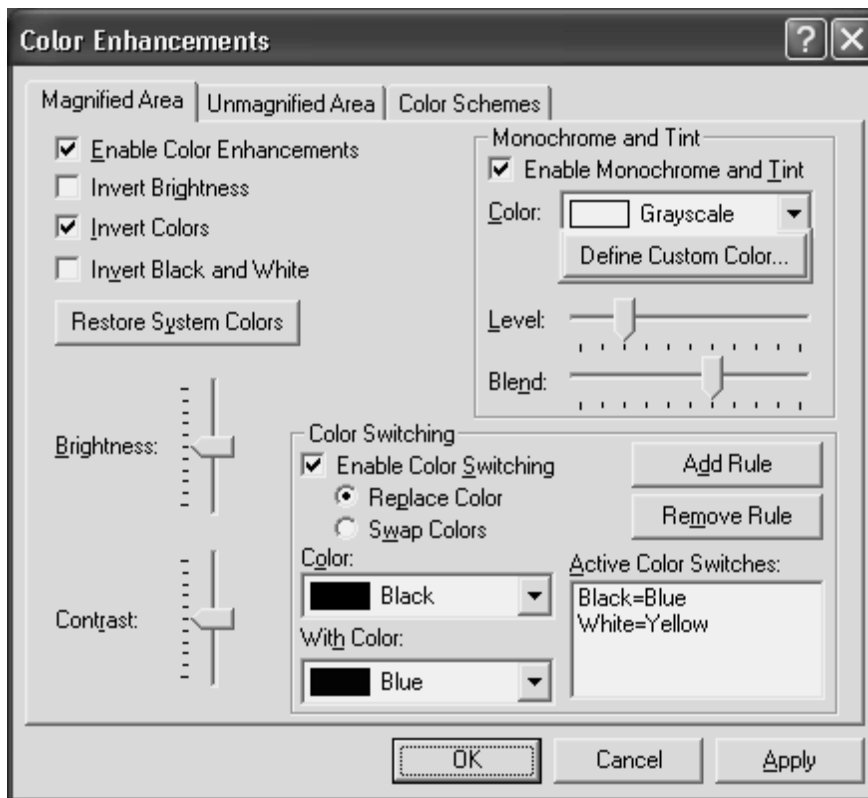 Color Enhancements
Magnified Area
Unmagnified Area
Color Schemes
Enable Color Enhancements
Invert Brightness
Invert Colors
Invert Black and White
Restore System Colors
Monochrome and Tint
Enable Monochrome and Tint
Color:
Grayscale
Define Custom Color...
Level:
Blend:
Brightness:
Contrast:
Color Switching
Enable Color Switching
Replace Color
Swap Colors
Add Rule
Remove Rule
Color:
Black
With Color:
Blue
Active Color Switches:
Black=Blue
White=Yellow
OK
Cancel
Apply